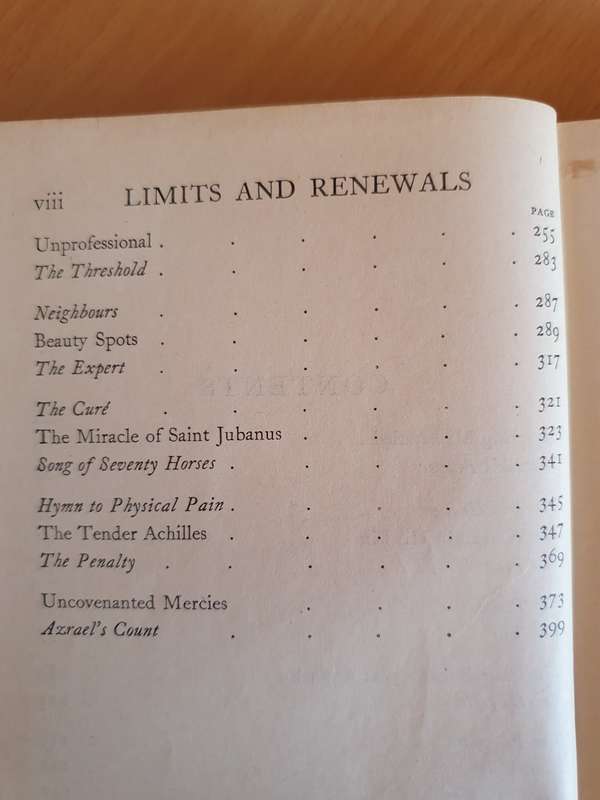 viii LIMITS AND RENEWALS
PAGE
Unprofessional . . . . . . 255
The Threshold . . . . . . 283
Neighbours . . . . . . 287
Beauty Spots . . . . . . 289
The Expert . . . . . . 317
The Curé . . . . . . 321
The Miracle of Saint Jubanus . . . . . 323
Song of Seventy Horses . . . . . 341
Hymn to Physical Pain . . . . . 345
The Tender Achilles . . . . . 347
The Penalty . . . . . . 369
Uncovenanted Mercies . . . . 373
Azrael's Count . . . . . 399